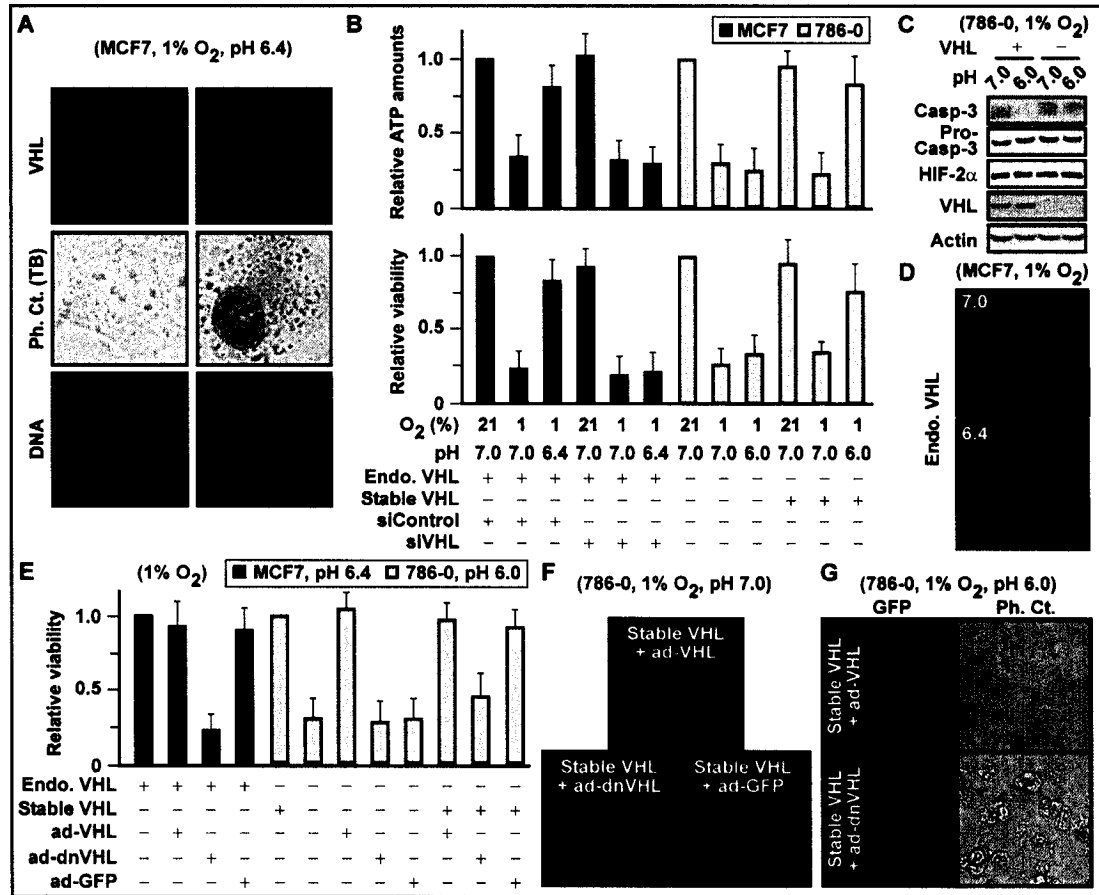 A
(MCF7, 1% O2, pH 6.4)
VHL
Ph. Ct. (TB)
DNA
B
MCF7 786-0
Relative ATP amounts
1.0
0.5
0
Relative viability
1.0
0.5
0
O2 (%) 21 1 1 21 1 1 21 1 1 21 1 1
pH 7.0 7.0 6.4 7.0 7.0 6.4 7.0 7.0 6.0 7.0 7.0 6.0
Endo. VHL + + + + + + − − − − − −
Stable VHL − − − − − − − − − + + +
siControl + + + − − − − − − − − −
siVHL − − − + + + − − − − − −
C
(786-0, 1% O2)
VHL + −
pH 7.0 6.0 7.0 6.0
Casp-3
Pro-
Casp-3
HIF-2α
VHL
Actin
D
(MCF7, 1% O2)
7.0
6.4
Endo. VHL
E
(1% O2)
MCF7, pH 6.4 786-0, pH 6.0
Relative viability
1.0
0.5
0
Endo. VHL + + + + − − − − − − − −
Stable VHL − − − − + − − − − + + +
ad-VHL − + − − − − + − − + − −
ad-dnVHL − − + − − − − + − − + −
ad-GFP − − − + − − − − + − − +
F
(786-0, 1% O2, pH 7.0)
Stable VHL
+ ad-VHL
Stable VHL
+ ad-dnVHL
Stable VHL
+ ad-GFP
G
(786-0, 1% O2, pH 6.0)
GFP Ph. Ct.
Stable VHL
+ ad-VHL
Stable VHL
+ ad-dnVHL